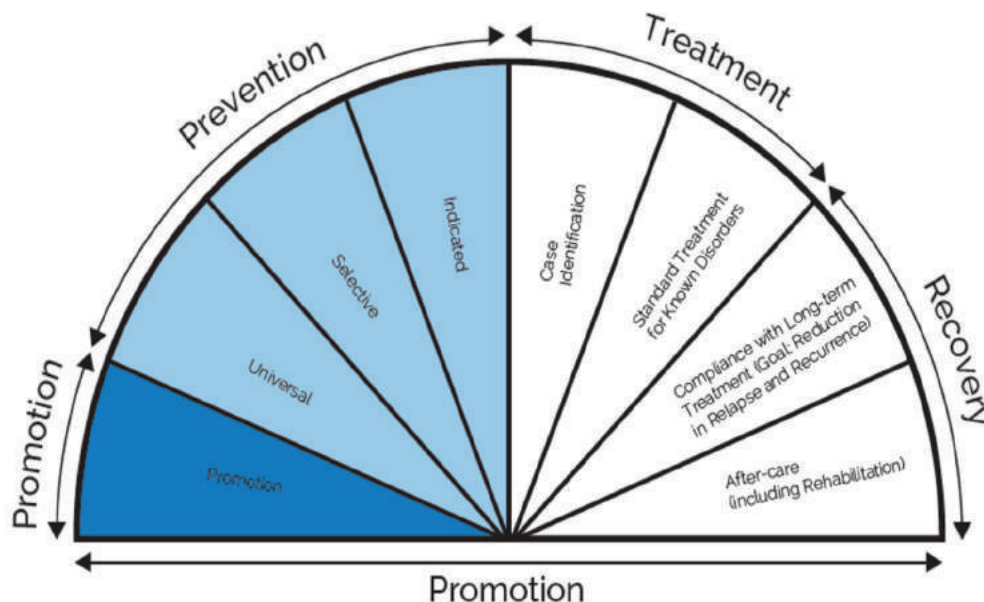 Prevention
Treatment
Promotion
Recovery
Promotion
Universal
Selective
Indicated
Case
Identification
Standard Treatment
for Known Disorders
Compliance with Long-term
Treatment (Goal: Reduction
in Relapse and Recurrence)
After-care
(including Rehabilitation)
Promotion